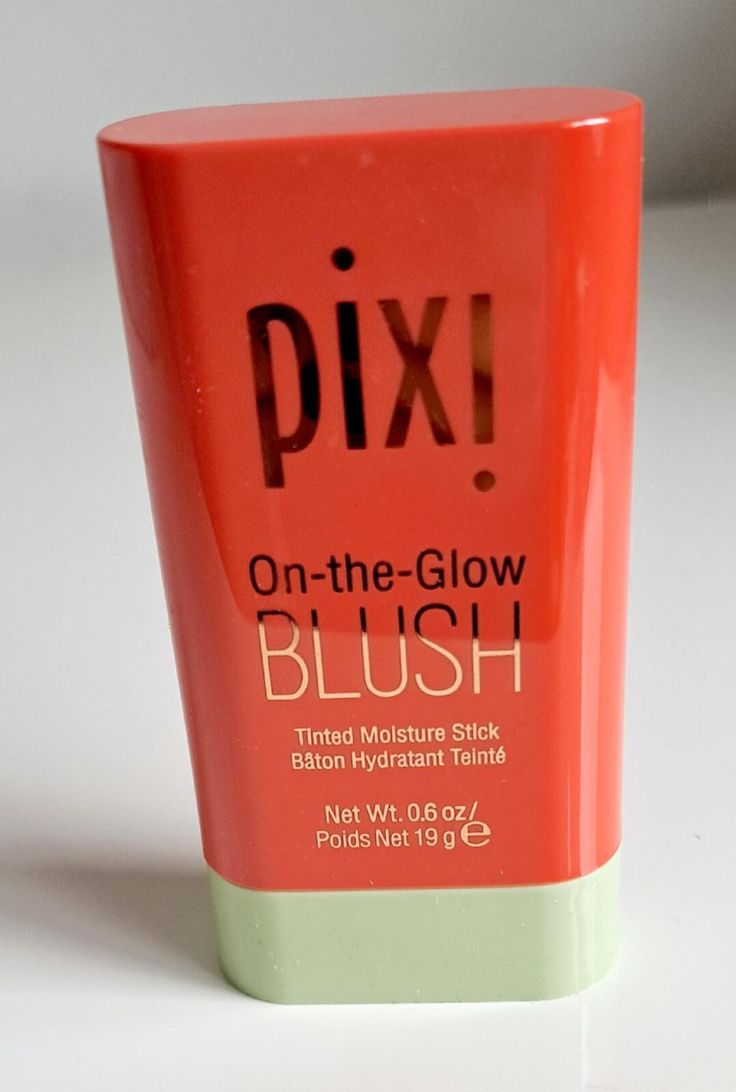 pixi
On-the-Glow
BLUSH
Tinted Moisture Stick
Bâton Hydratant Teinté
Net Wt. 0.6 oz/
Poids Net 19 g ℮